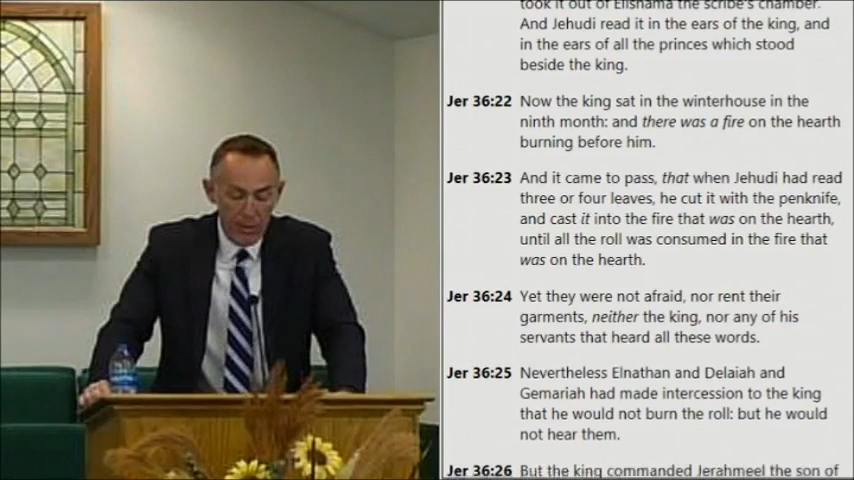 took it out of Elishama the scribe's chamber.
And Jehudi read it in the ears of the king, and
in the ears of all the princes which stood
beside the king.
Jer 36:22 Now the king sat in the winterhouse in the
ninth month: and there was a fire on the hearth
burning before him.
Jer 36:23 And it came to pass, that when Jehudi had read
three or four leaves, he cut it with the penknife,
and cast it into the fire that was on the hearth,
until all the roll was consumed in the fire that
was on the hearth.
Jer 36:24 Yet they were not afraid, nor rent their
garments, neither the king, nor any of his
servants that heard all these words.
Jer 36:25 Nevertheless Elnathan and Delaiah and
Gemariah had made intercession to the king
that he would not burn the roll: but he would
not hear them.
Jer 36:26 But the king commanded Jerahmeel the son of